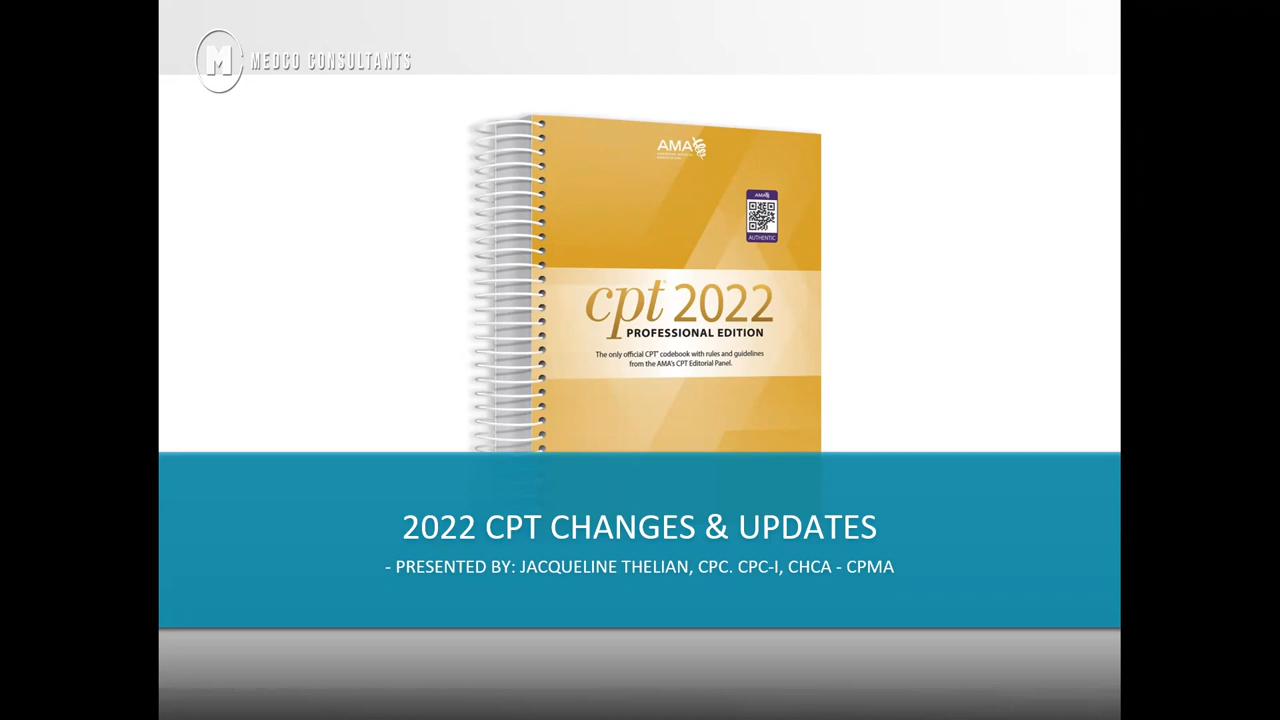 M MEDCO CONSULTANTS
AMA
AMA
AUTHENTIC
cpt® 2022
PROFESSIONAL EDITION
The only official CPT® codebook with rules and guidelines
from the AMA's CPT Editorial Panel.
2022 CPT CHANGES & UPDATES
- PRESENTED BY: JACQUELINE THELIAN, CPC. CPC-I, CHCA - CPMA